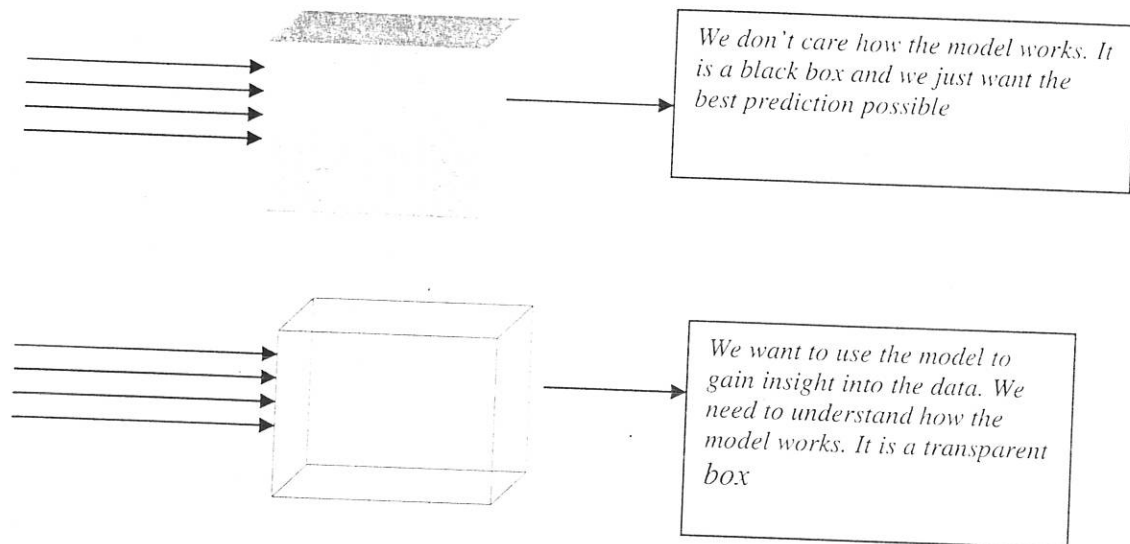 We don't care how the model works. It
is a black box and we just want the
best prediction possible
We want to use the model to
gain insight into the data. We
need to understand how the
model works. It is a transparent
box